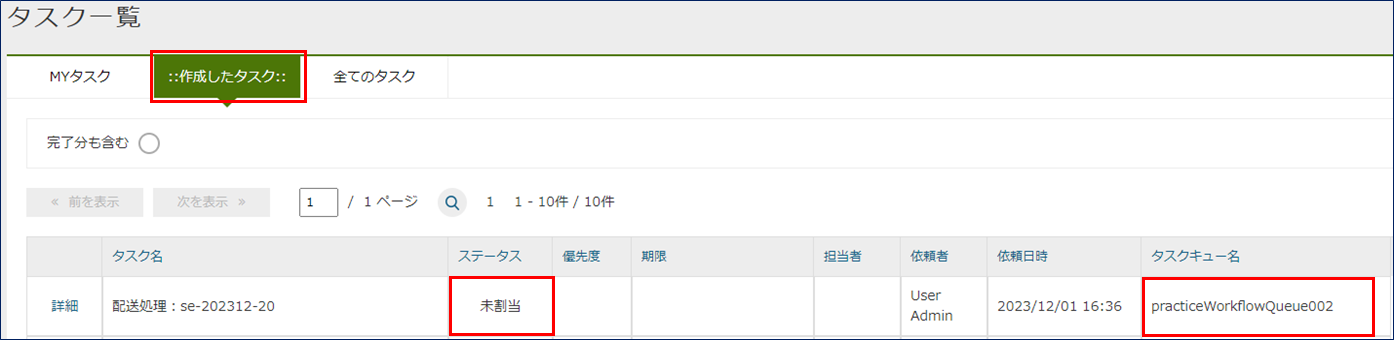 タスク一覧
MYタスク ::作成したタスク:: 全てのタスク
完了分も含む
« 前を表示 次を表示 » 1 / 1 ページ 1 1 - 10件 / 10件
タスク名 ステータス 優先度 期限 担当者 依頼者 依頼日時 タスクキュー名
詳細 配送処理：se-202312-20 未割当 User Admin 2023/12/01 16:36 practiceWorkflowQueue002